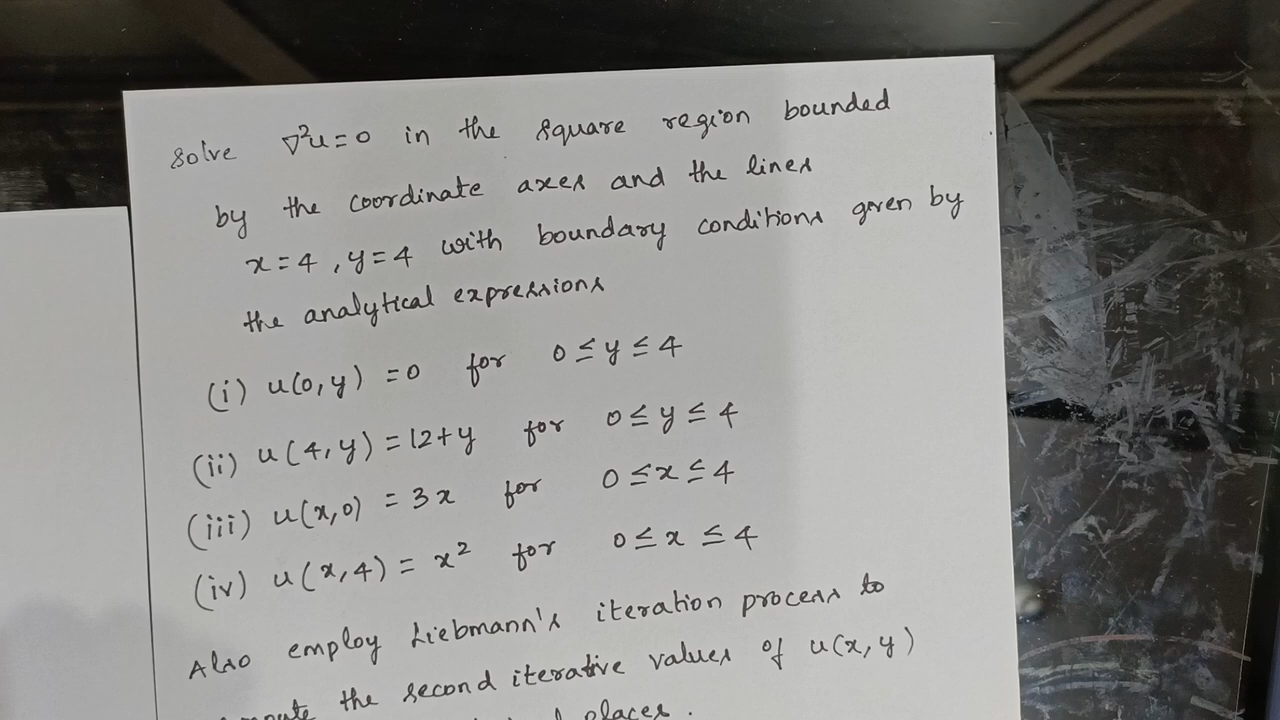 Solve ∇²u=0 in the square region bounded
by the coordinate axes and the lines
x=4, y=4 with boundary conditions given by
the analytical expressions
(i) u(0,y) =0 for 0≤y≤4
(ii) u(4,y)=12+y for 0≤y≤4
(iii) u(x,0) = 3x for 0≤x≤4
(iv) u(x,4) = x² for 0≤x≤4
Also employ Liebmann's iteration process to
the second iterative values of u(x,y)
places.